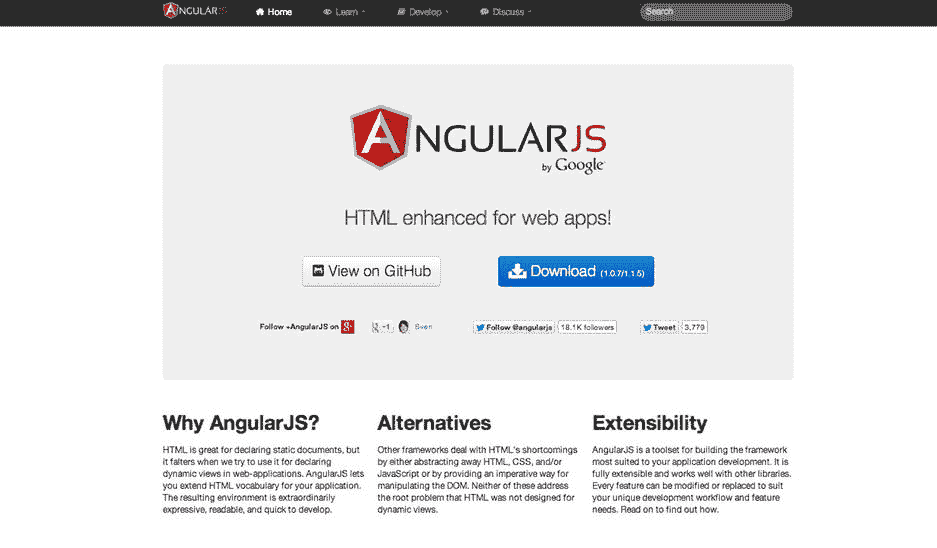 ANGULARJS
Home Learn Develop Discuss Search
ANGULARJS
by Google
HTML enhanced for web apps!
View on GitHub Download (1.0.7/1.1.5)
Follow +AngularJS on +1 Sven Follow @angularjs 18.1K followers Tweet 3,779
Why AngularJS?
HTML is great for declaring static documents, but
it falters when we try to use it for declaring
dynamic views in web-applications. AngularJS lets
you extend HTML vocabulary for your application.
The resulting environment is extraordinarily
expressive, readable, and quick to develop.
Alternatives
Other frameworks deal with HTML's shortcomings
by either abstracting away HTML, CSS, and/or
JavaScript or by providing an imperative way for
manipulating the DOM. Neither of these address
the root problem that HTML was not designed for
dynamic views.
Extensibility
AngularJS is a toolset for building the framework
most suited to your application development. It is
fully extensible and works well with other libraries.
Every feature can be modified or replaced to suit
your unique development workflow and feature
needs. Read on to find out how.